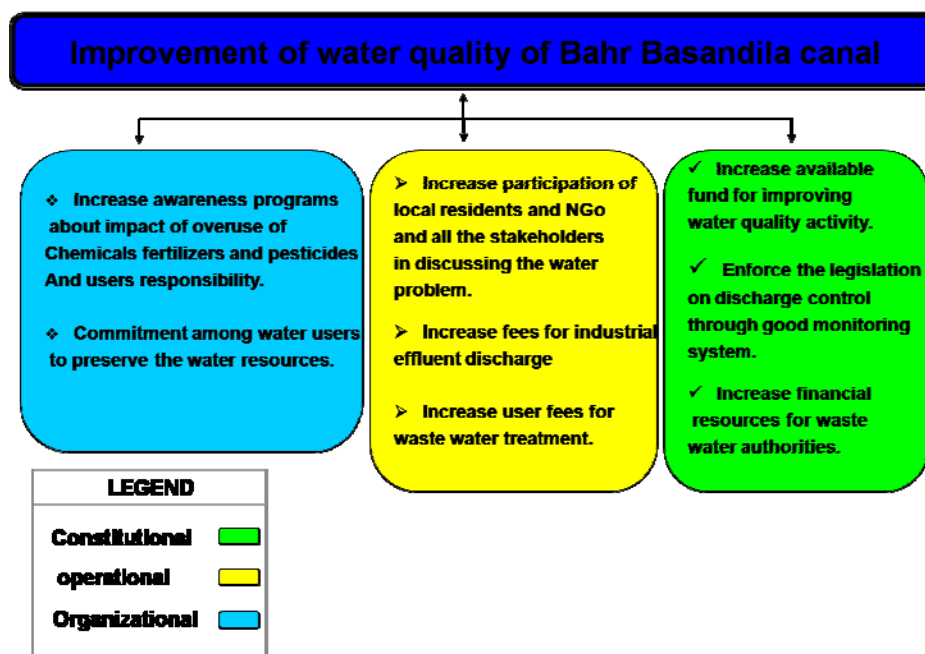 Improvement of water quality of Bahr Basandila canal
❖ Increase awareness programs
about impact of overuse of
Chemicals fertilizers and pesticides
And users responsibility.
❖ Commitment among water users
to preserve the water resources.
➢ Increase participation of
local residents and NGo
and all the stakeholders
in discussing the water
problem.
➢ Increase fees for industrial
effluent discharge
➢ Increase user fees for
waste water treatment.
✓ Increase available
fund for improving
water quality activity.
✓ Enforce the legislation
on discharge control
through good monitoring
system.
✓ Increase financial
resources for waste
water authorities.
LEGEND
Constitutional
operational
Organizational